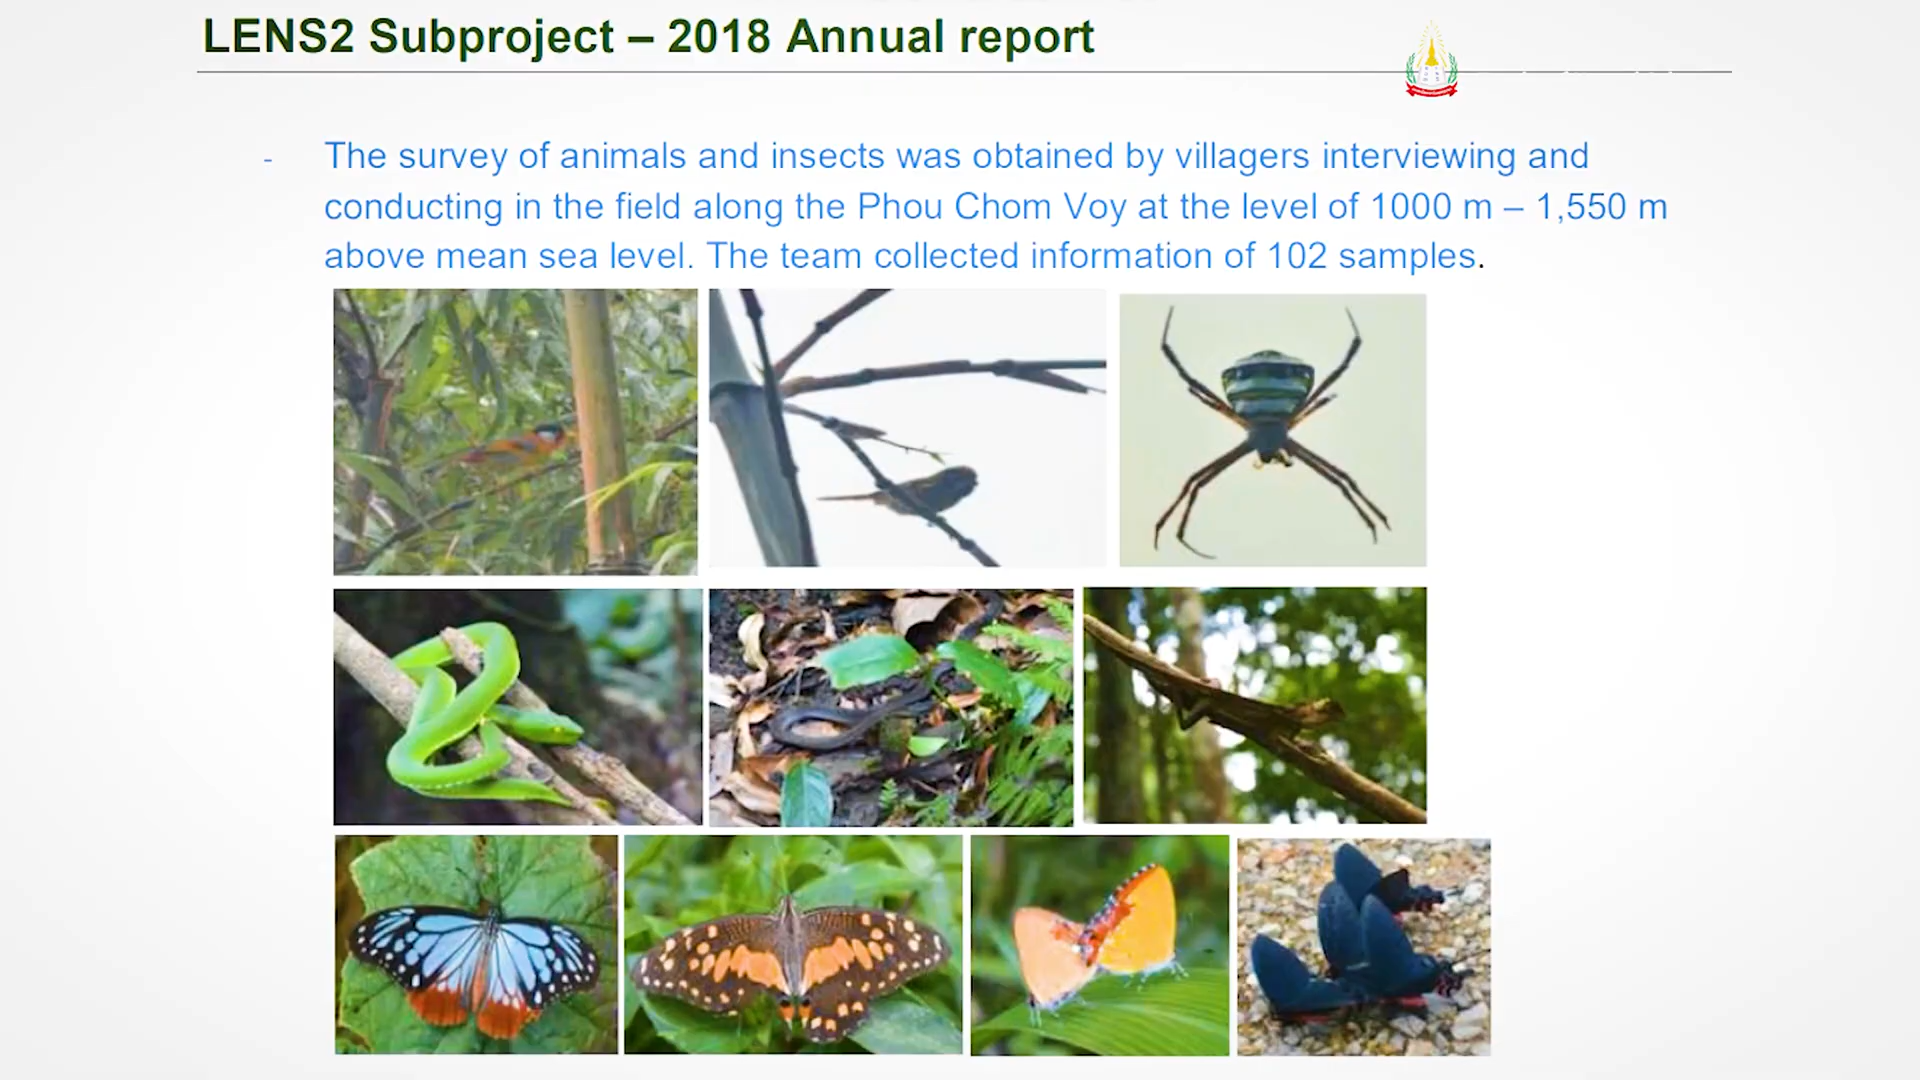 LENS2 Subproject – 2018 Annual report
- The survey of animals and insects was obtained by villagers interviewing and
conducting in the field along the Phou Chom Voy at the level of 1000 m – 1,550 m
above mean sea level. The team collected information of 102 samples.